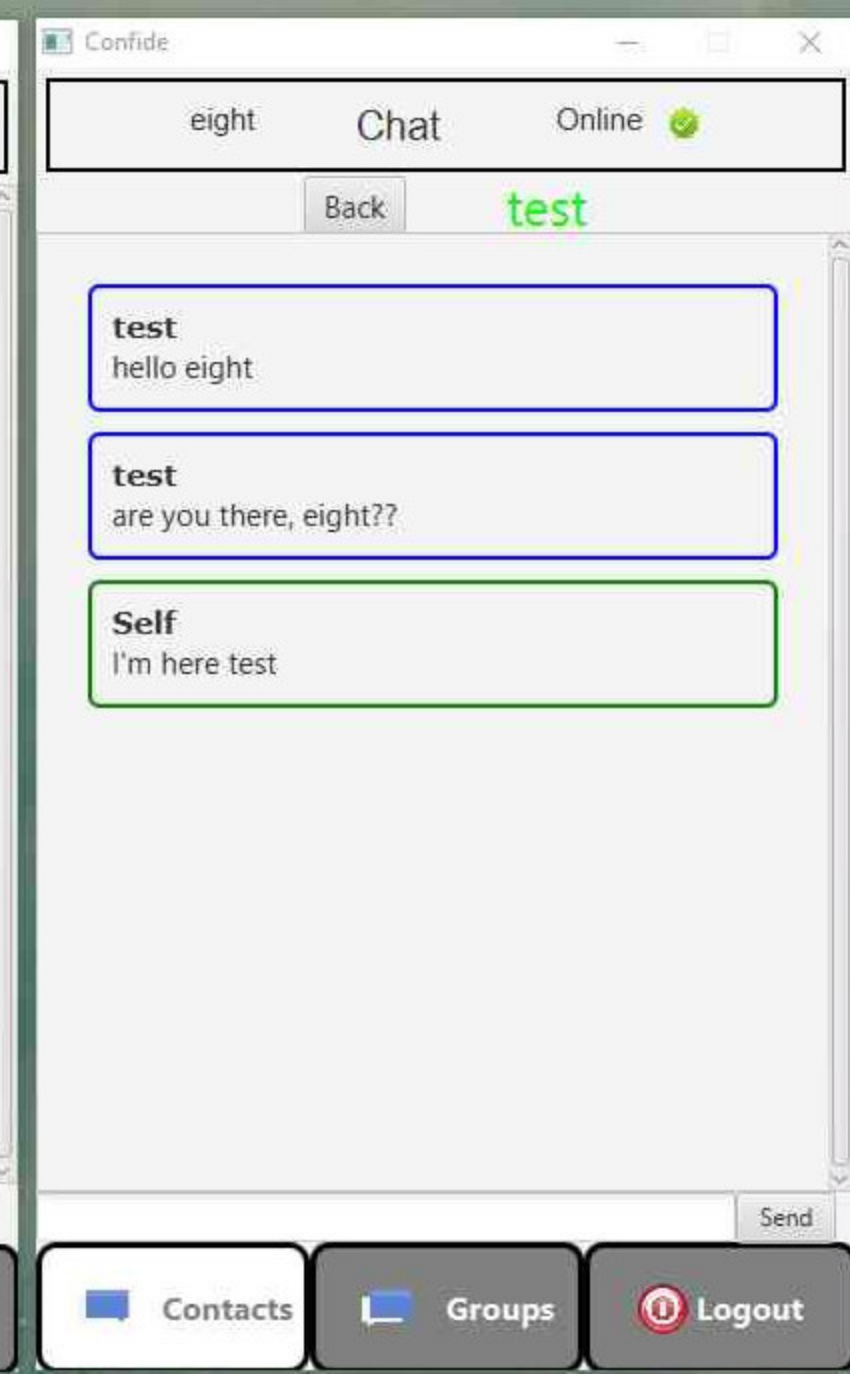 Confide
eight Chat Online
Back test
test
hello eight
test
are you there, eight??
Self
I'm here test
Send
Contacts Groups Logout